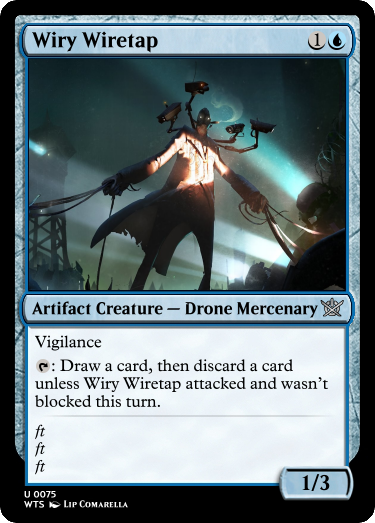 Wiry Wiretap 1
Artifact Creature — Drone Mercenary
Vigilance
: Draw a card, then discard a card
unless Wiry Wiretap attacked and wasn't
blocked this turn.
ft
ft
ft
1/3
U 0075
WTS Lip Comarella